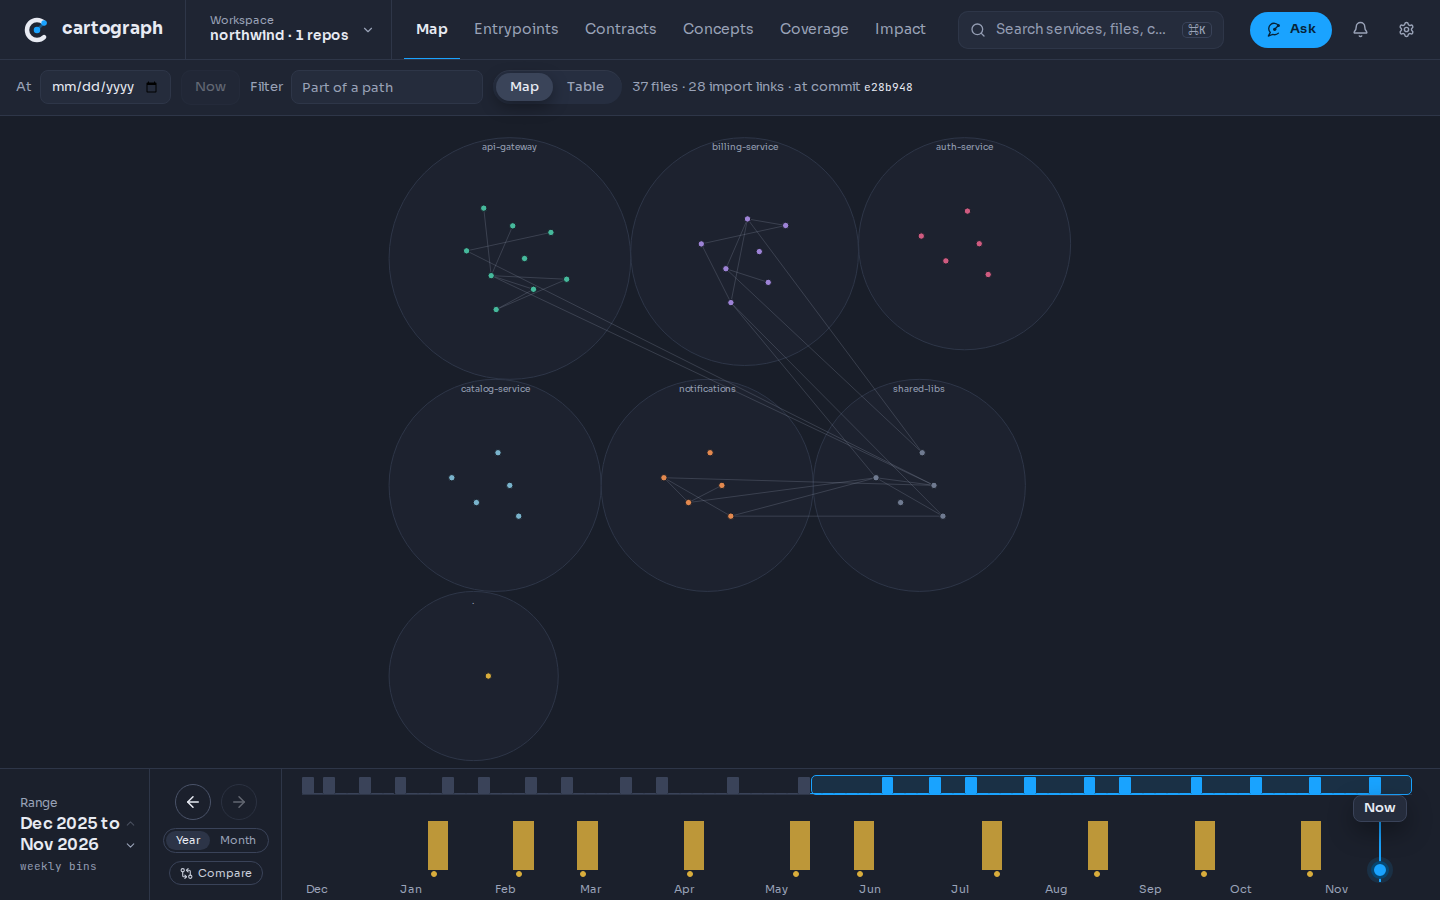 cartograph
Workspace
northwind · 1 repos
Map
Entrypoints
Contracts
Concepts
Coverage
Impact
Search services, files, c...
⌘K
Ask
At
mm/dd/yyyy
Now
Filter
Part of a path
Map
Table
37 files · 28 import links · at commit e28b948
api-gateway
billing-service
auth-service
catalog-service
notifications
shared-libs
.
Range
Dec 2025 to
Nov 2026
weekly bins
Year
Month
Compare
Now
Dec
Jan
Feb
Mar
Apr
May
Jun
Jul
Aug
Sep
Oct
Nov